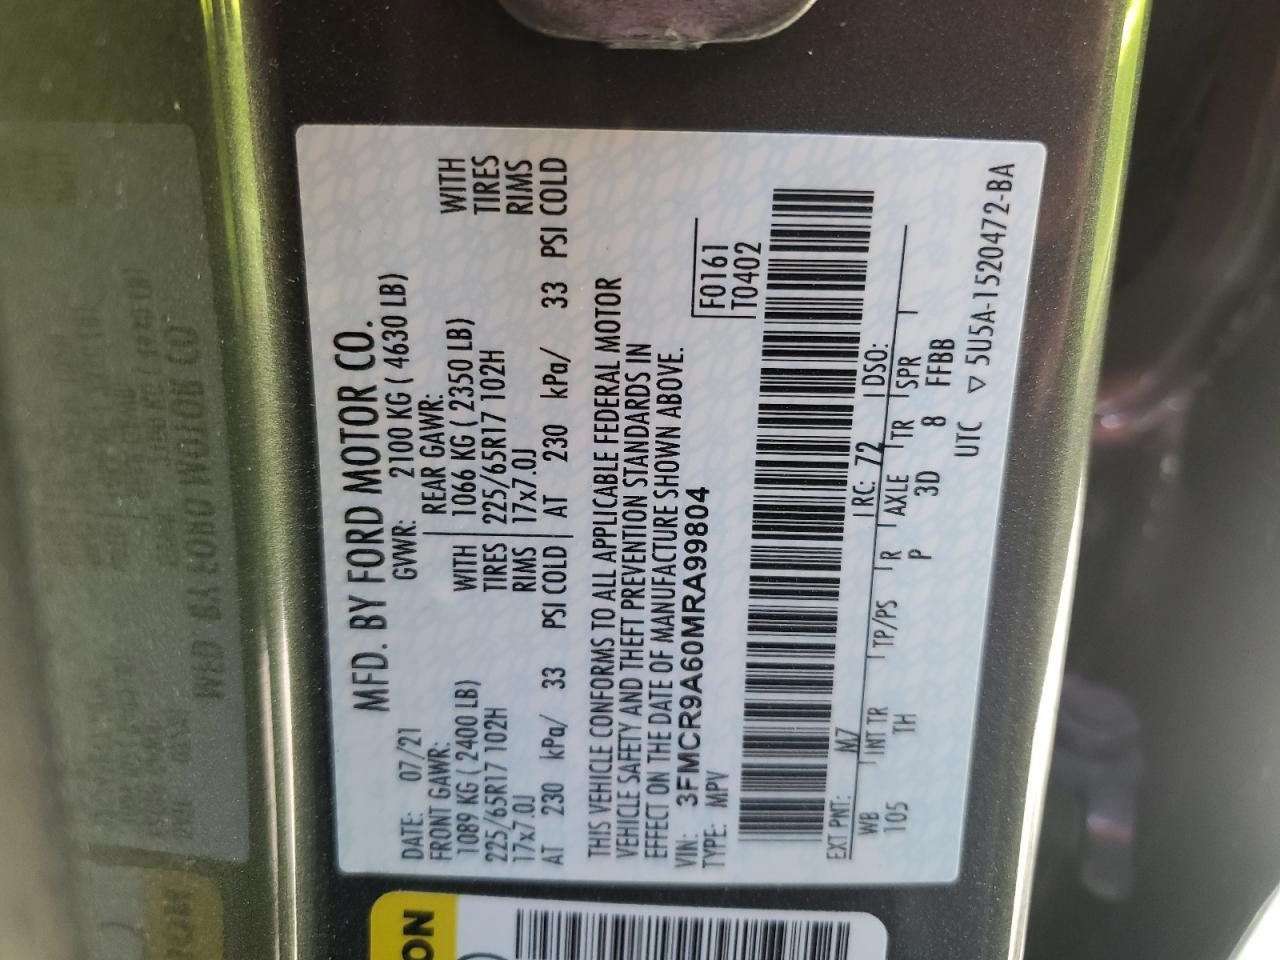 MFD. BY FORD MOTOR CO.
DATE: 07/21 GVWR: 2100 KG ( 4630 LB)
FRONT GAWR: REAR GAWR:
1089 KG ( 2400 LB) WITH 1066 KG ( 2350 LB) WITH
225/65R17 102H TIRES 225/65R17 102H TIRES
17x7.0J RIMS 17x7.0J RIMS
AT 230 kPa/ 33 PSI COLD AT 230 kPa/ 33 PSI COLD
THIS VEHICLE CONFORMS TO ALL APPLICABLE FEDERAL MOTOR
VEHICLE SAFETY AND THEFT PREVENTION STANDARDS IN
EFFECT ON THE DATE OF MANUFACTURE SHOWN ABOVE.
VIN: 3FMCR9A60MRA99804 F0161
TYPE: MPV T0402
EXT PNT: M7 RC: 72 DSO:
WB INT TR TP/PS R AXLE TR SPR
105 TH P 3D 8 FFBB
UTC ▽ 5U5A-1520472-BA
ON